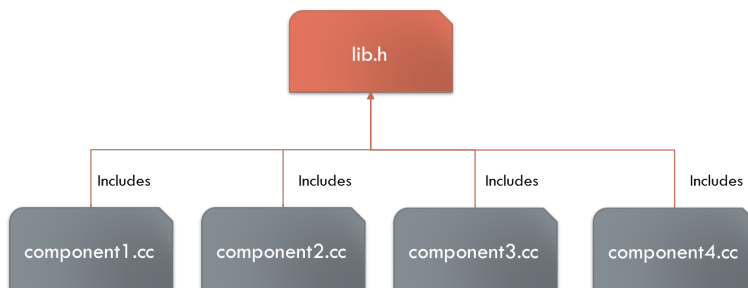 lib.h
Includes
Includes
Includes
Includes
component1.cc
component2.cc
component3.cc
component4.cc